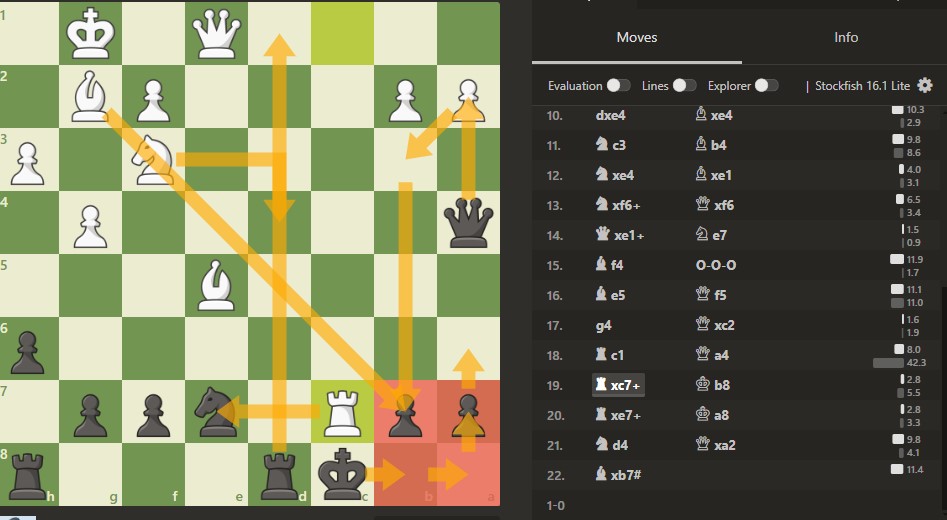 1
2
3
4
5
6
7
8
h
g
f
e
d
c
b
a
Moves
Info
Evaluation Lines Explorer | Stockfish 16.1 Lite
10. dxe4 xe4 10.3 2.9
11. c3 b4 9.8 8.6
12. xe4 xe1 4.0 3.1
13. xf6+ xf6 6.5 3.4
14. xe1+ e7 1.5 0.9
15. f4 O-O-O 11.9 1.7
16. e5 f5 11.1 11.0
17. g4 xc2 1.6 1.9
18. c1 a4 8.0 42.3
19. xc7+ b8 2.8 5.5
20. xe7+ a8 2.8 3.3
21. d4 xa2 9.8 4.1
22. xb7# 11.4
1-0